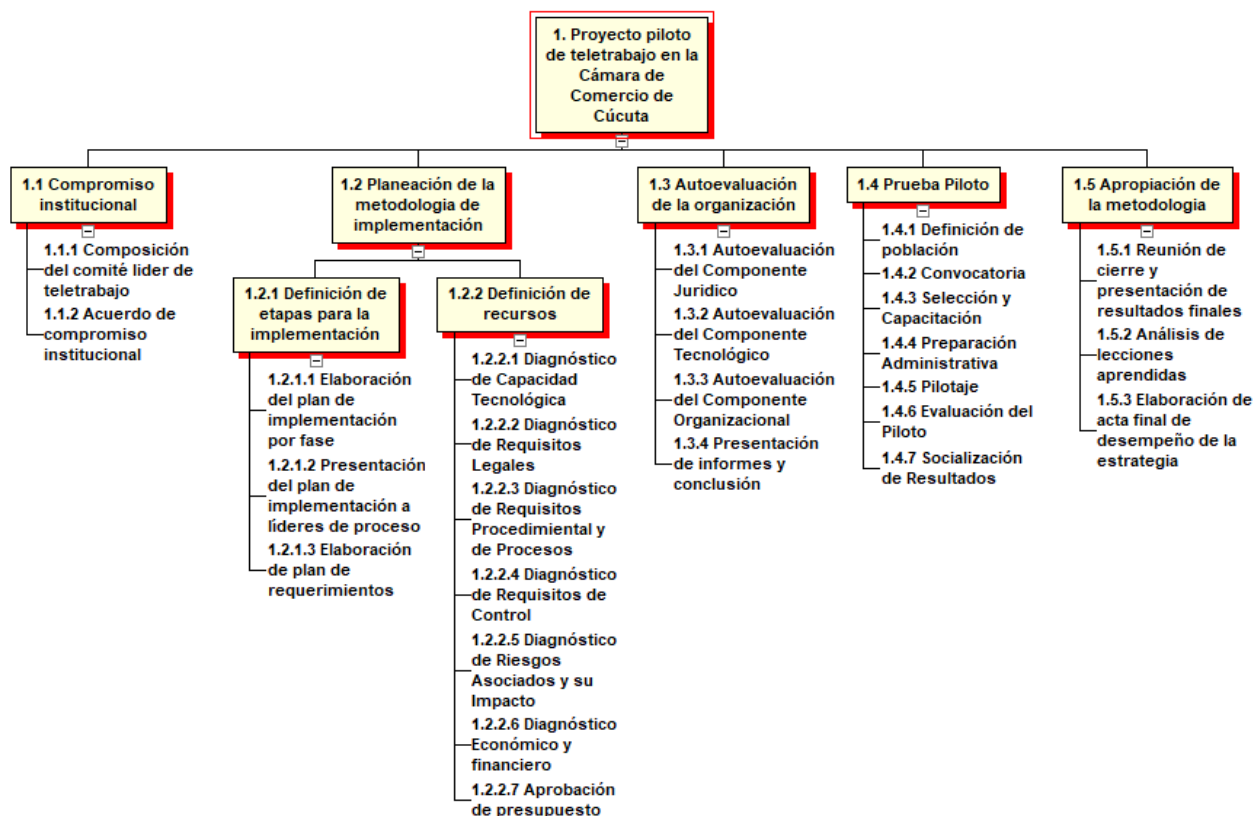 1. Proyecto piloto
de teletrabajo en la
Cámara de
Comercio de
Cúcuta
1.1 Compromiso
institucional
1.1.1 Composición
del comité lider de
teletrabajo
1.1.2 Acuerdo de
compromiso
institucional
1.2 Planeación de la
metodologia de
implementación
1.2.1 Definición de
etapas para la
implementación
1.2.1.1 Elaboración
del plan de
implementación
por fase
1.2.1.2 Presentación
del plan de
implementación a
líderes de proceso
1.2.1.3 Elaboración
de plan de
requerimientos
1.2.2 Definición de
recursos
1.2.2.1 Diagnóstico
de Capacidad
Tecnológica
1.2.2.2 Diagnóstico
de Requisitos
Legales
1.2.2.3 Diagnóstico
de Requisitos
Procedimiental y
de Procesos
1.2.2.4 Diagnóstico
de Requisitos de
Control
1.2.2.5 Diagnóstico
de Riesgos
Asociados y su
Impacto
1.2.2.6 Diagnóstico
Económico y
financiero
1.2.2.7 Aprobación
de presupuesto
1.3 Autoevaluación
de la organización
1.3.1 Autoevaluación
del Componente
Juridico
1.3.2 Autoevaluación
del Componente
Tecnológico
1.3.3 Autoevaluación
del Componente
Organizacional
1.3.4 Presentación
de informes y
conclusión
1.4 Prueba Piloto
1.4.1 Definición de
población
1.4.2 Convocatoria
1.4.3 Selección y
Capacitación
1.4.4 Preparación
Administrativa
1.4.5 Pilotaje
1.4.6 Evaluación del
Piloto
1.4.7 Socialización
de Resultados
1.5 Apropiación de
la metodologia
1.5.1 Reunión de
cierre y
presentación de
resultados finales
1.5.2 Análisis de
lecciones
aprendidas
1.5.3 Elaboración de
acta final de
desempeño de la
estrategia